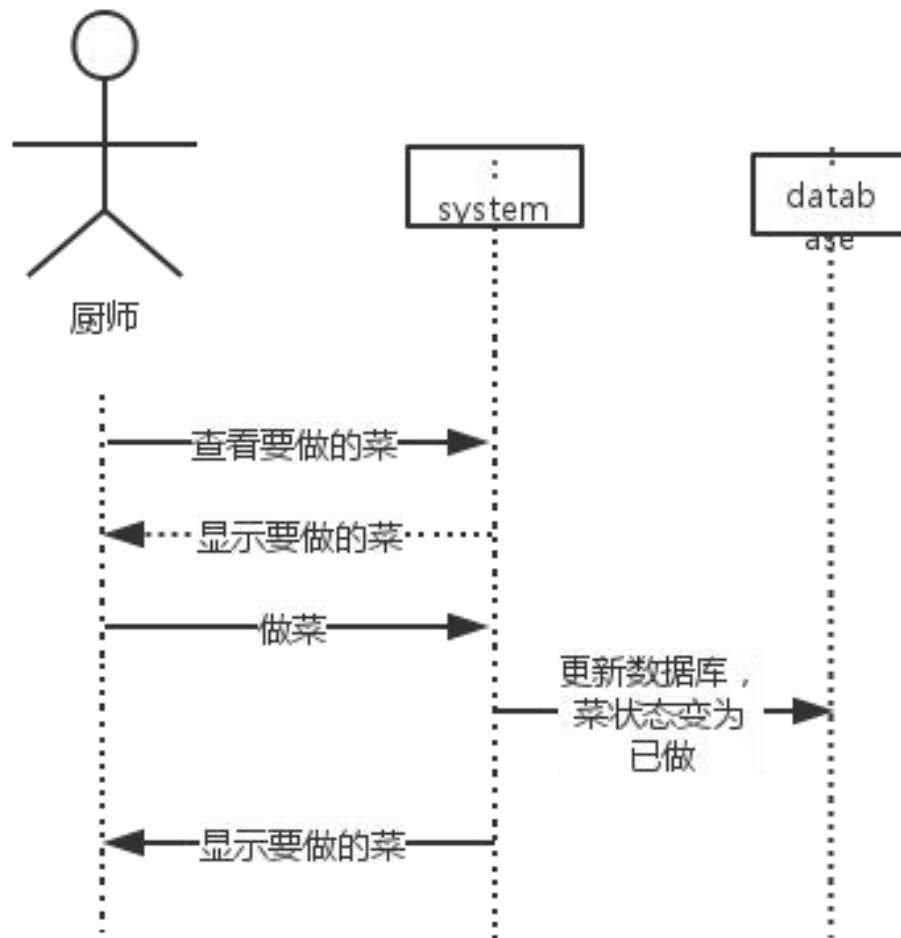 system
datab
ase
厨师
查看要做的菜
显示要做的菜
做菜
更新数据库，
菜状态变为
已做
显示要做的菜